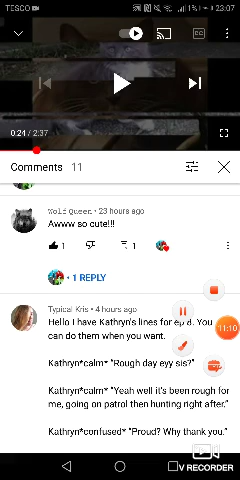 TESCO
23:07
CC
0:24 / 2:37
Comments 11
Wolf Queen • 23 hours ago
Awww so cute!!!
1
1
• 1 REPLY
Typical Kris • 4 hours ago
Hello I have Kathryn's lines for ep 8. You
can do them when you want.
11:10
Kathryn*calm* "Rough day eyy sis?"
Kathryn*calm* "Yeah well it's been rough for
me, going on patrol then hunting right after."
Kathryn*confused* "Proud? Why thank you."
V RECORDER